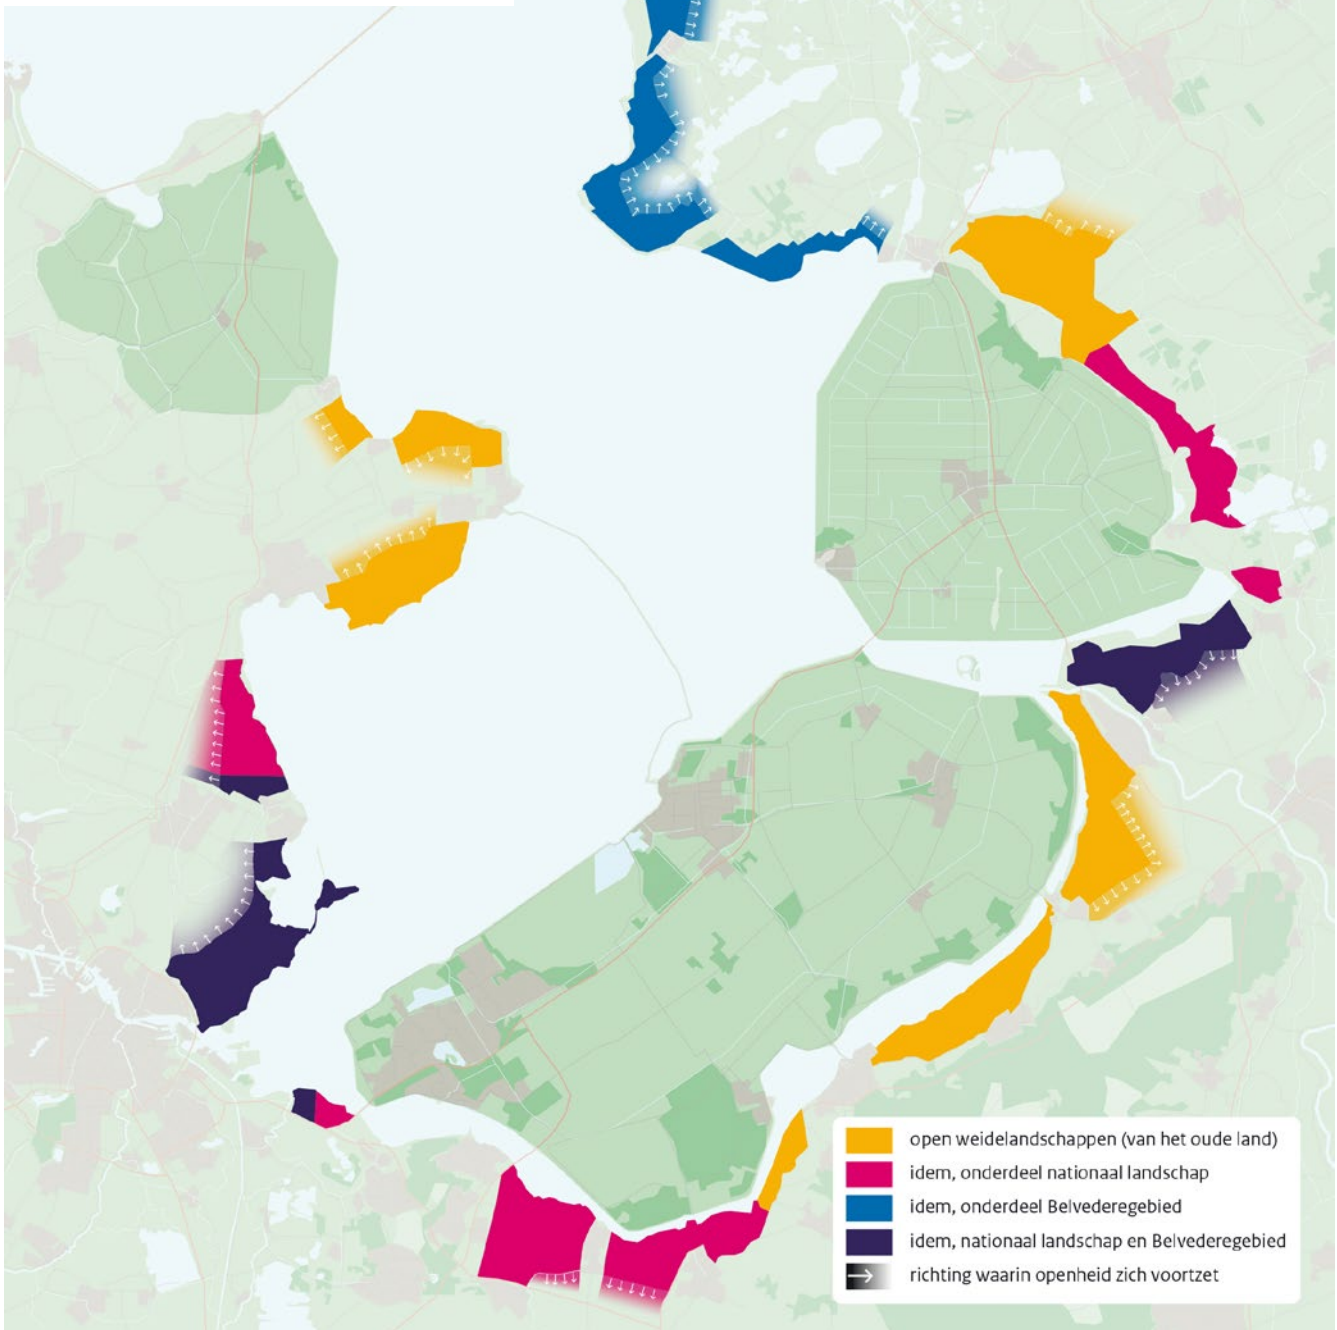 open weidelandschappen (van het oude land)
idem, onderdeel nationaal landschap
idem, onderdeel Belvederegebied
idem, nationaal landschap en Belvederegebied
richting waarin openheid zich voortzet